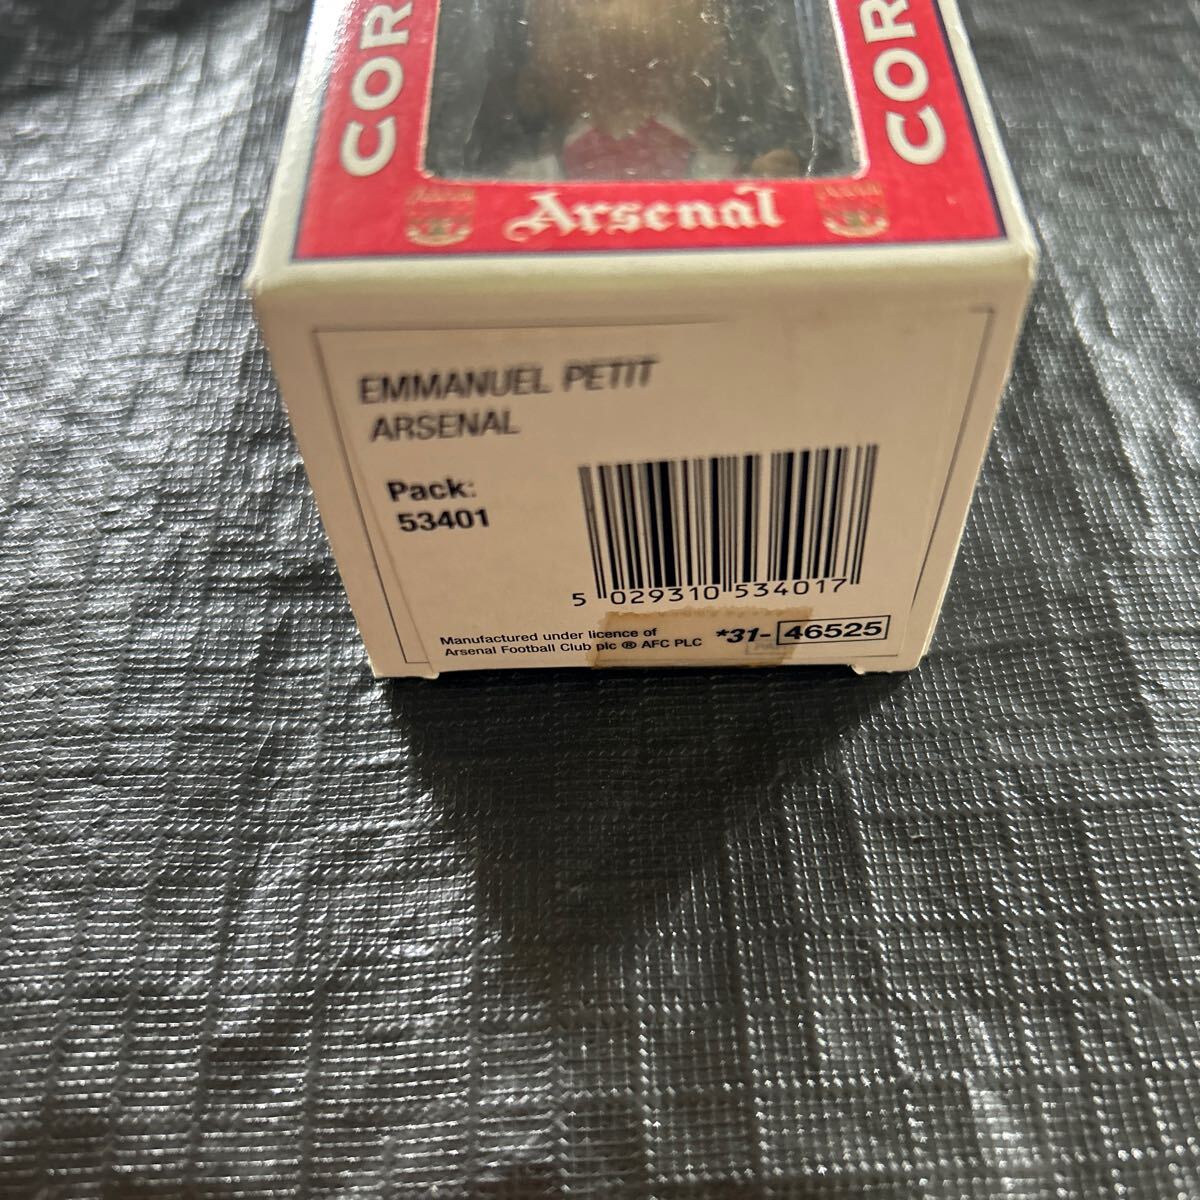 COR
COR
Arsenal
EMMANUEL PETIT
ARSENAL
Pack:
53401
5 029310 534017
Manufactured under licence of
Arsenal Football Club plc ® AFC PLC
*31- 46525